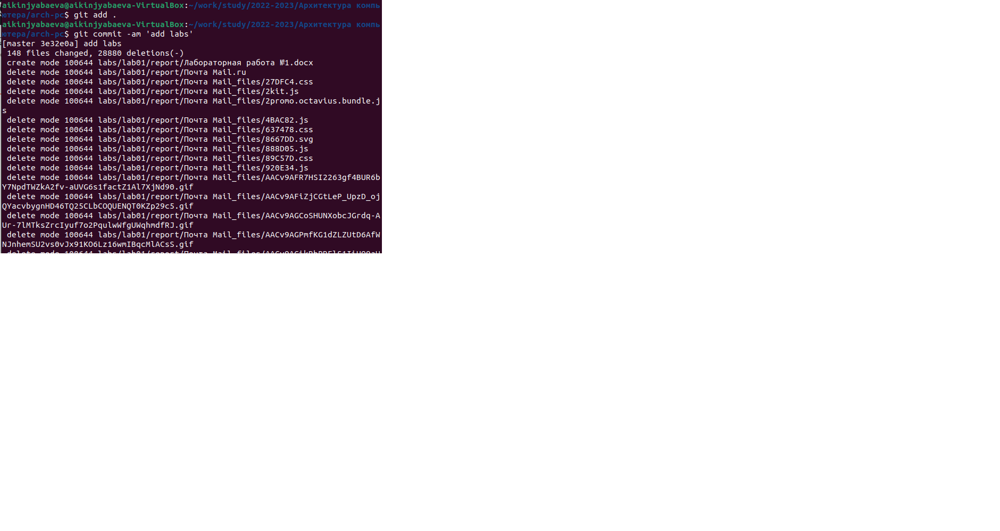 aikinjyabaeva@aikinjyabaeva-VirtualBox:~/work/study/2022-2023/Архитектура компь
ютера/arch-pc$ git add .
aikinjyabaeva@aikinjyabaeva-VirtualBox:~/work/study/2022-2023/Архитектура компь
ютера/arch-pc$ git commit -am 'add labs'
[master 3e32e0a] add labs
 148 files changed, 28880 deletions(-)
 create mode 100644 labs/lab01/report/Лабораторная работа №1.docx
 delete mode 100644 labs/lab01/report/Почта Mail.ru
 delete mode 100644 labs/lab01/report/Почта Mail_files/27DFC4.css
 delete mode 100644 labs/lab01/report/Почта Mail_files/2kit.js
 delete mode 100644 labs/lab01/report/Почта Mail_files/2promo.octavius.bundle.j
s
 delete mode 100644 labs/lab01/report/Почта Mail_files/4BAC82.js
 delete mode 100644 labs/lab01/report/Почта Mail_files/637478.css
 delete mode 100644 labs/lab01/report/Почта Mail_files/8667DD.svg
 delete mode 100644 labs/lab01/report/Почта Mail_files/888D05.js
 delete mode 100644 labs/lab01/report/Почта Mail_files/89C57D.css
 delete mode 100644 labs/lab01/report/Почта Mail_files/920E34.js
 delete mode 100644 labs/lab01/report/Почта Mail_files/AACv9AFR7HSI2263gf4BUR6b
Y7NpdTWZkA2fv-aUVG6s1factZ1Al7XjNd90.gif
 delete mode 100644 labs/lab01/report/Почта Mail_files/AACv9AFiZjCGtLeP_UpzD_oj
QYacvbygnHD46TQ25CLbCOQUENQT0KZp29c5.gif
 delete mode 100644 labs/lab01/report/Почта Mail_files/AACv9AGCoSHUNXobcJGrdq-A
Ur-7lMTksZrcIyuf7o2PqulwWfgUWqhmdfRJ.gif
 delete mode 100644 labs/lab01/report/Почта Mail_files/AACv9AGPmfKG1dZLZUtD6AfW
NJnhemSU2vs0vJx91KO6Lz16wmIBqcMlACsS.gif
 delete mode 100644 labs/lab01/report/Почта